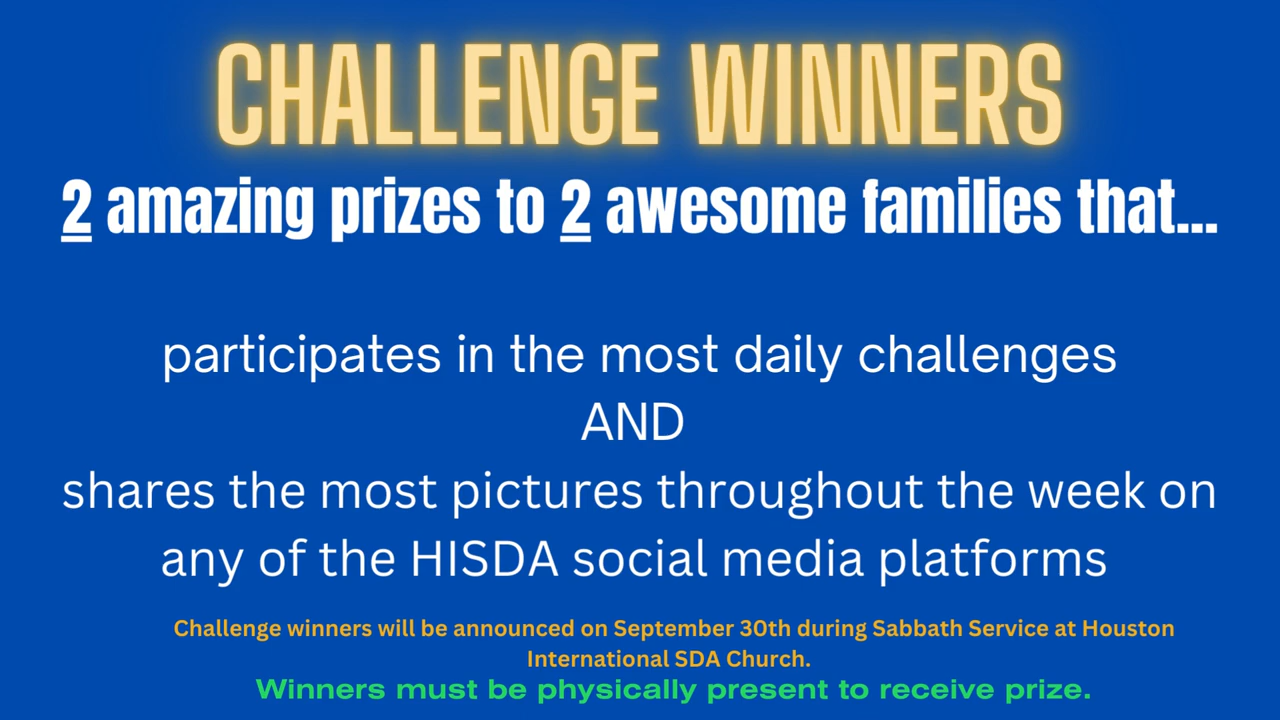 CHALLENGE WINNERS
2 amazing prizes to 2 awesome families that...
participates in the most daily challenges
AND
shares the most pictures throughout the week on
any of the HISDA social media platforms
Challenge winners will be announced on September 30th during Sabbath Service at Houston
International SDA Church.
Winners must be physically present to receive prize.